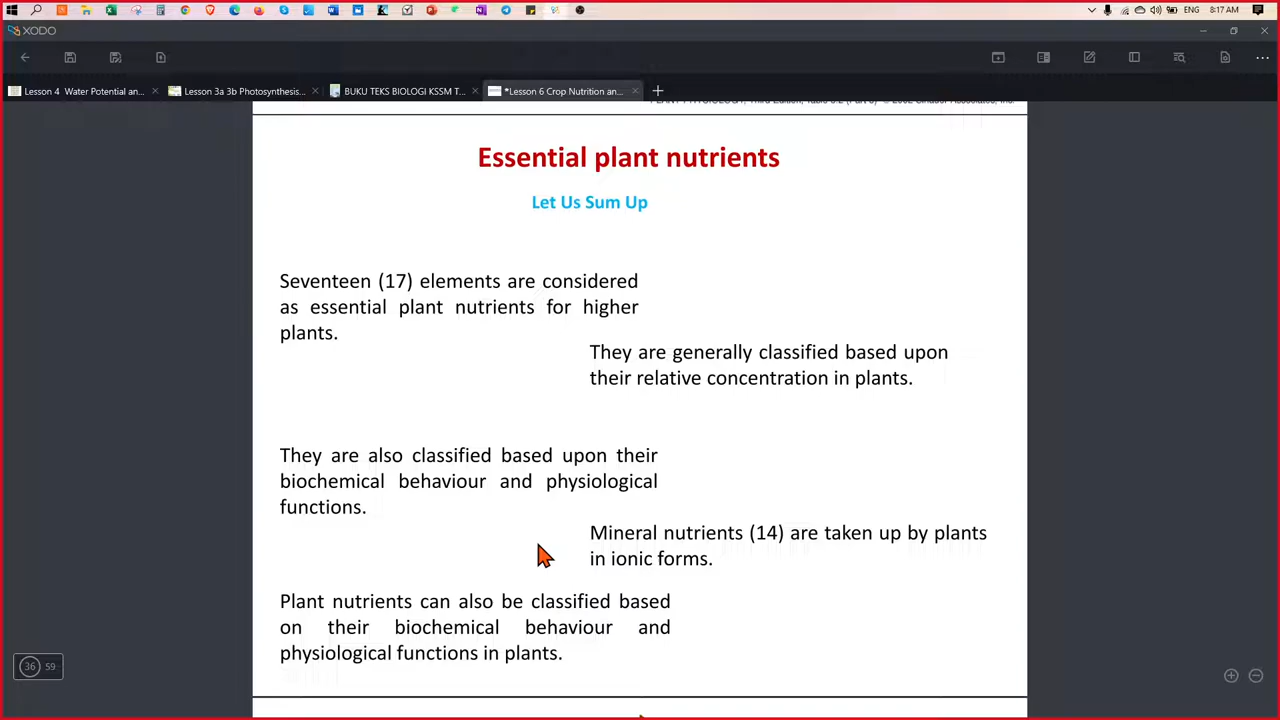 ENG 8:17 AM
XODO
Lesson 4 Water Potential an...
Lesson 3a 3b Photosynthesis...
BUKU TEKS BIOLOGI KSSM T...
*Lesson 6 Crop Nutrition an...
Essential plant nutrients
Let Us Sum Up
Seventeen (17) elements are considered
as essential plant nutrients for higher
plants.
They are generally classified based upon
their relative concentration in plants.
They are also classified based upon their
biochemical behaviour and physiological
functions.
Mineral nutrients (14) are taken up by plants
in ionic forms.
Plant nutrients can also be classified based
on their biochemical behaviour and
physiological functions in plants.
36 59